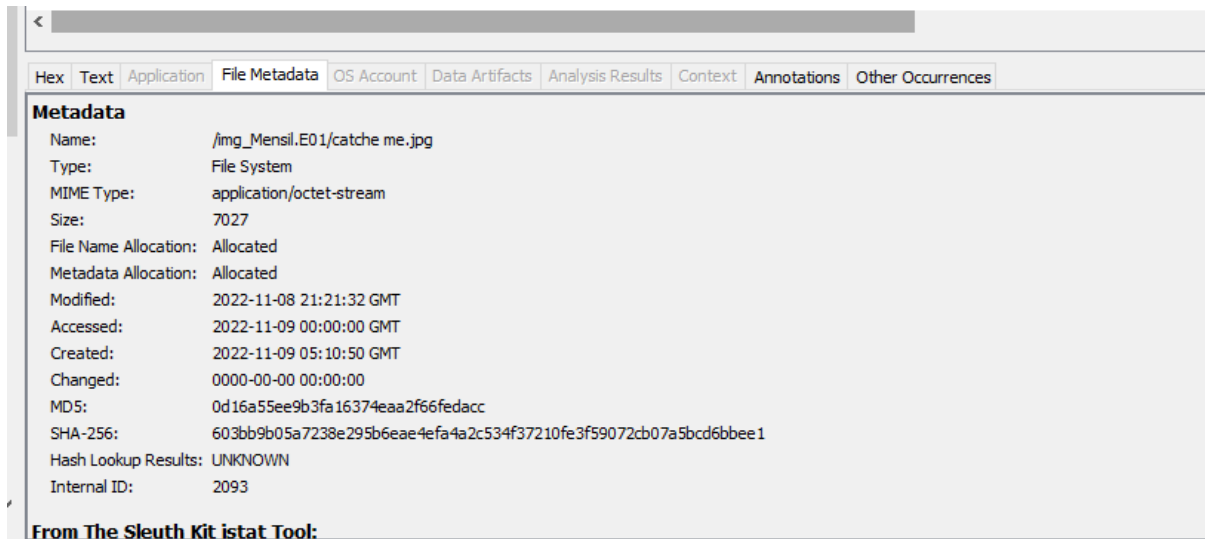 Hex Text Application File Metadata OS Account Data Artifacts Analysis Results Context Annotations Other Occurrences
Metadata
Name: /img_Mensil.E01/catche me.jpg
Type: File System
MIME Type: application/octet-stream
Size: 7027
File Name Allocation: Allocated
Metadata Allocation: Allocated
Modified: 2022-11-08 21:21:32 GMT
Accessed: 2022-11-09 00:00:00 GMT
Created: 2022-11-09 05:10:50 GMT
Changed: 0000-00-00 00:00:00
MD5: 0d16a55ee9b3fa16374eaa2f66fedacc
SHA-256: 603bb9b05a7238e295b6eae4efa4a2c534f37210fe3f59072cb07a5bcd6bbee1
Hash Lookup Results: UNKNOWN
Internal ID: 2093
From The Sleuth Kit istat Tool: